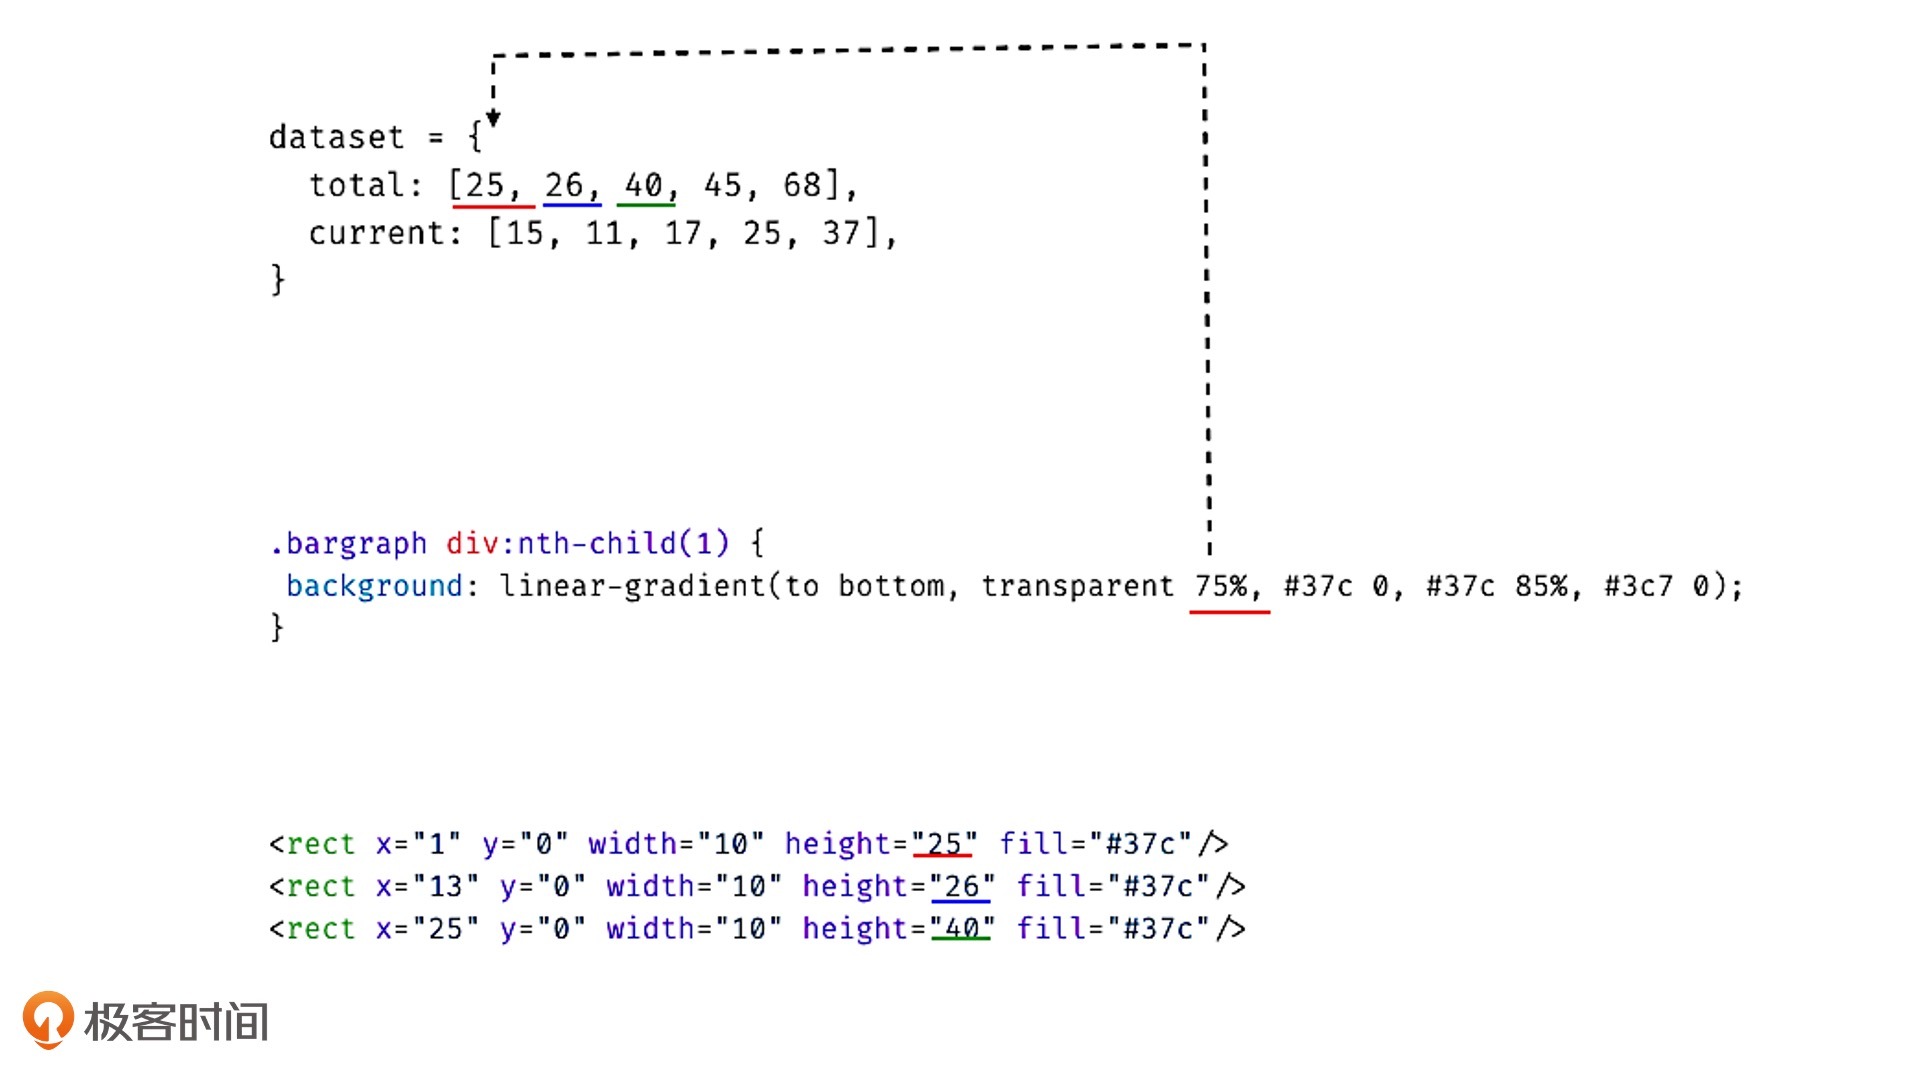 dataset = {
total: [25, 26, 40, 45, 68],
current: [15, 11, 17, 25, 37],
}
.bargraph div:nth-child(1) {
background: linear-gradient(to bottom, transparent 75%, #37c 0, #37c 85%, #3c7 0);
}
<rect x="1" y="0" width="10" height="25" fill="#37c"/>
<rect x="13" y="0" width="10" height="26" fill="#37c"/>
<rect x="25" y="0" width="10" height="40" fill="#37c"/>
极客时间